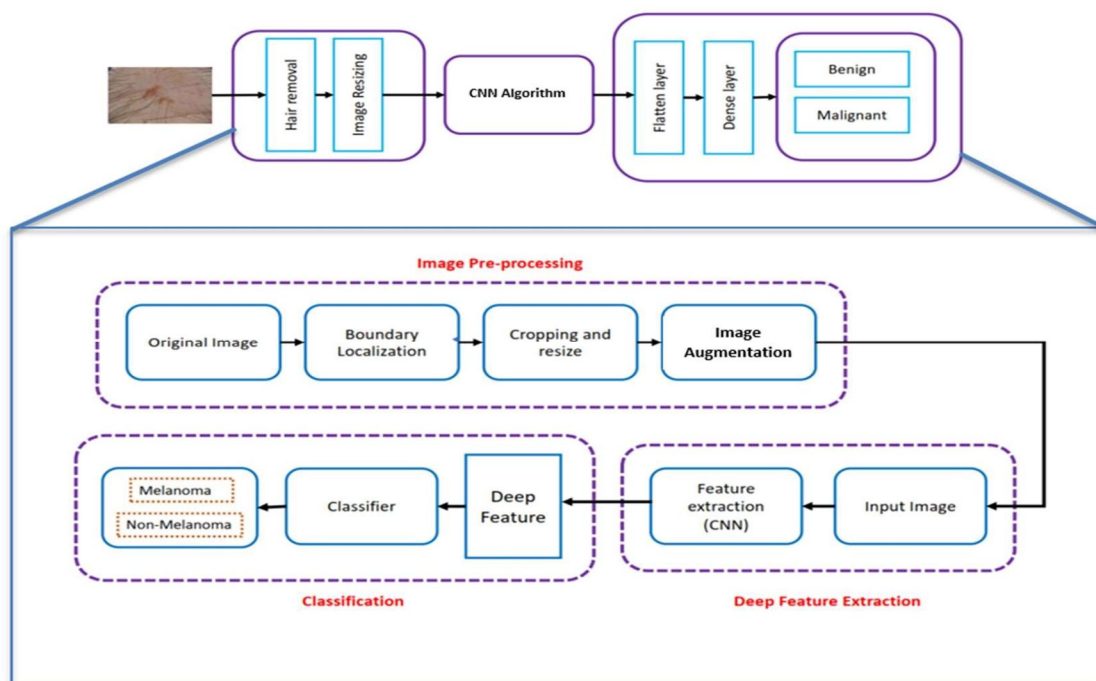 Hair removal
Image Resizing
CNN Algorithm
Flatten layer
Dense layer
Benign
Malignant
Image Pre-processing
Original Image
Boundary
Localization
Cropping and
resize
Image
Augmentation
Melanoma
Non-Melanoma
Classifier
Deep
Feature
Feature
extraction
(CNN)
Input Image
Classification
Deep Feature Extraction